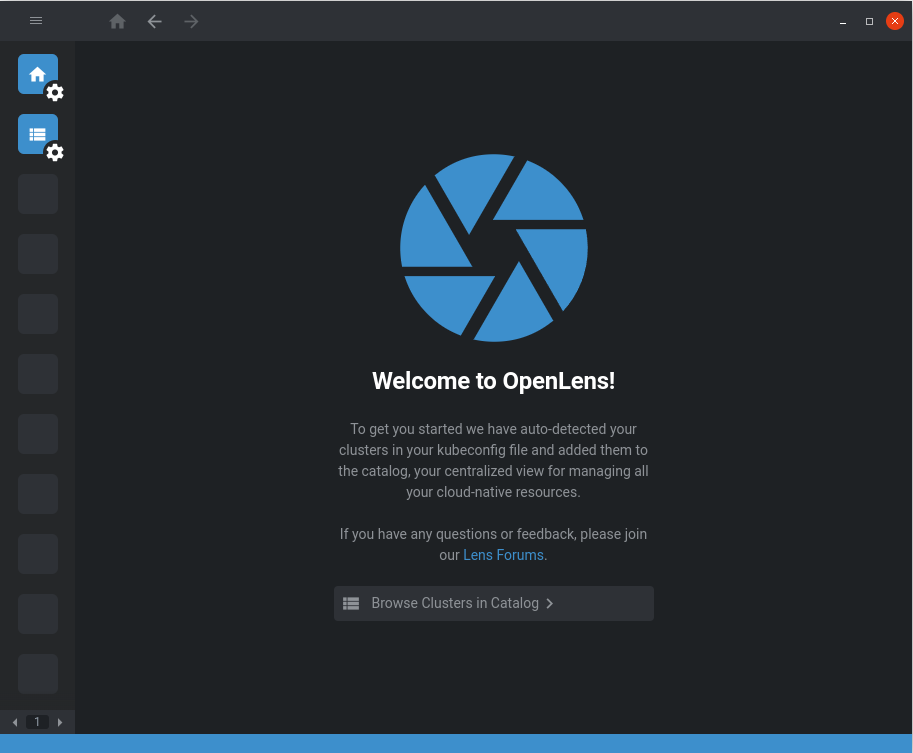 Welcome to OpenLens!
To get you started we have auto-detected your
clusters in your kubeconfig file and added them to
the catalog, your centralized view for managing all
your cloud-native resources.
If you have any questions or feedback, please join
our Lens Forums.
Browse Clusters in Catalog
1